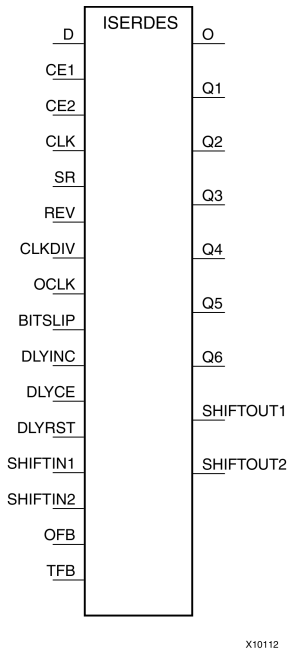 ISERDES
D
CE1
CE2
CLK
SR
REV
CLKDIV
OCLK
BITSLIP
DLYINC
DLYCE
DLYRST
SHIFTIN1
SHIFTIN2
OFB
TFB
O
Q1
Q2
Q3
Q4
Q5
Q6
SHIFTOUT1
SHIFTOUT2
X10112